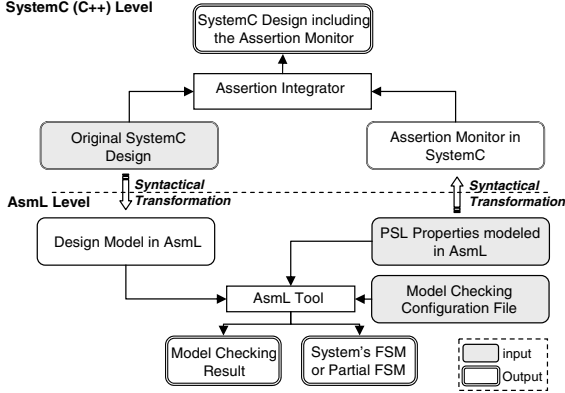 SystemC (C++) Level
SystemC Design including
the Assertion Monitor
Assertion Integrator
Original SystemC
Design
Assertion Monitor in
SystemC
Syntactical
Transformation
Syntactical
Transformation
AsmL Level
Design Model in AsmL
PSL Properties modeled
in AsmL
AsmL Tool
Model Checking
Configuration File
Model Checking
Result
System's FSM
or Partial FSM
input
Output